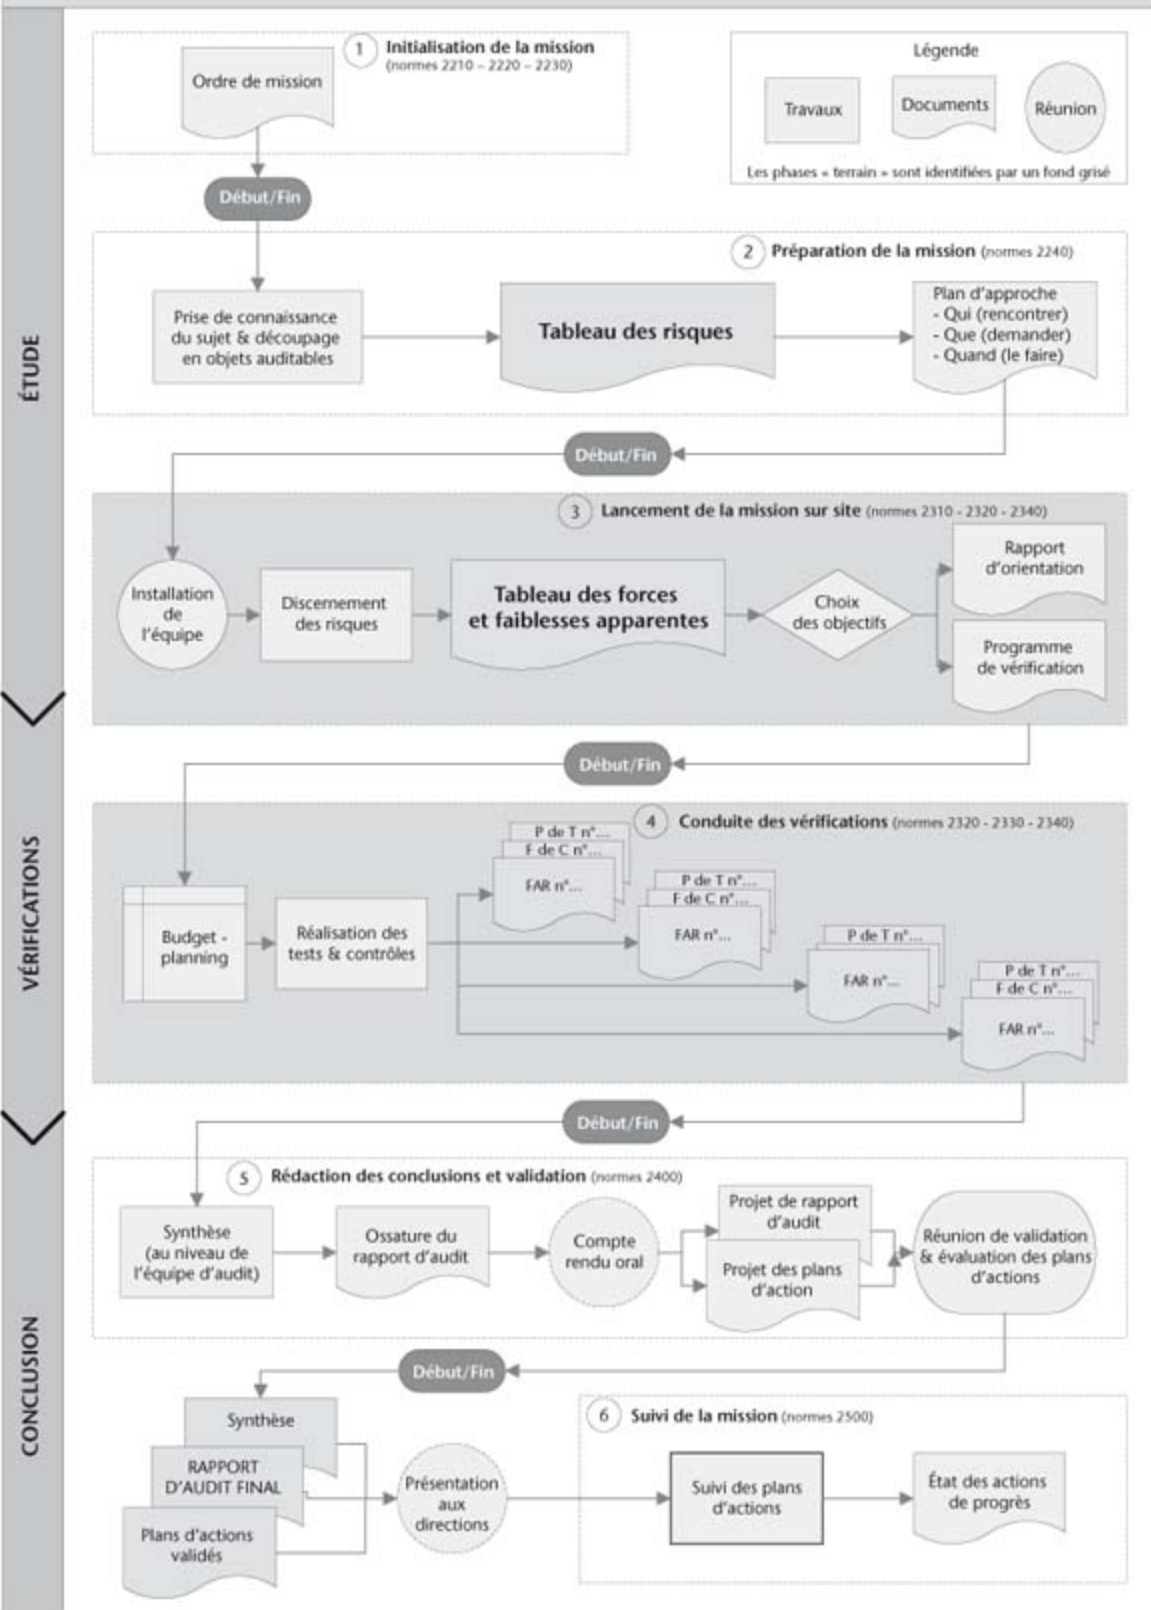 1 Initialisation de la mission
(normes 2210 – 2220 – 2230)
Ordre de mission
Légende
Travaux
Documents
Réunion
Les phases « terrain » sont identifiées par un fond grisé
Début/Fin
ÉTUDE
2 Préparation de la mission (normes 2240)
Prise de connaissance
du sujet & découpage
en objets auditables
Tableau des risques
Plan d'approche
- Qui (rencontrer)
- Que (demander)
- Quand (le faire)
Début/Fin
3 Lancement de la mission sur site (normes 2310 - 2320 - 2340)
Installation
de
l'équipe
Discernement
des risques
Tableau des forces
et faiblesses apparentes
Choix
des objectifs
Rapport
d'orientation
Programme
de vérification
Début/Fin
VÉRIFICATIONS
4 Conduite des vérifications (normes 2320 - 2330 - 2340)
Budget -
planning
Réalisation des
tests & contrôles
P de T n°...
F de C n°...
FAR n°...
P de T n°...
F de C n°...
FAR n°...
P de T n°...
FAR n°...
P de T n°...
F de C n°...
FAR n°...
Début/Fin
CONCLUSION
5 Rédaction des conclusions et validation (normes 2400)
Synthèse
(au niveau de
l'équipe d'audit)
Ossature du
rapport d'audit
Compte
rendu oral
Projet de rapport
d'audit
Projet des plans
d'action
Réunion de validation
& évaluation des plans
d'actions
Début/Fin
Synthèse
RAPPORT
D'AUDIT FINAL
Plans d'actions
validés
Présentation
aux
directions
6 Suivi de la mission (normes 2500)
Suivi des plans
d'actions
État des actions
de progrès